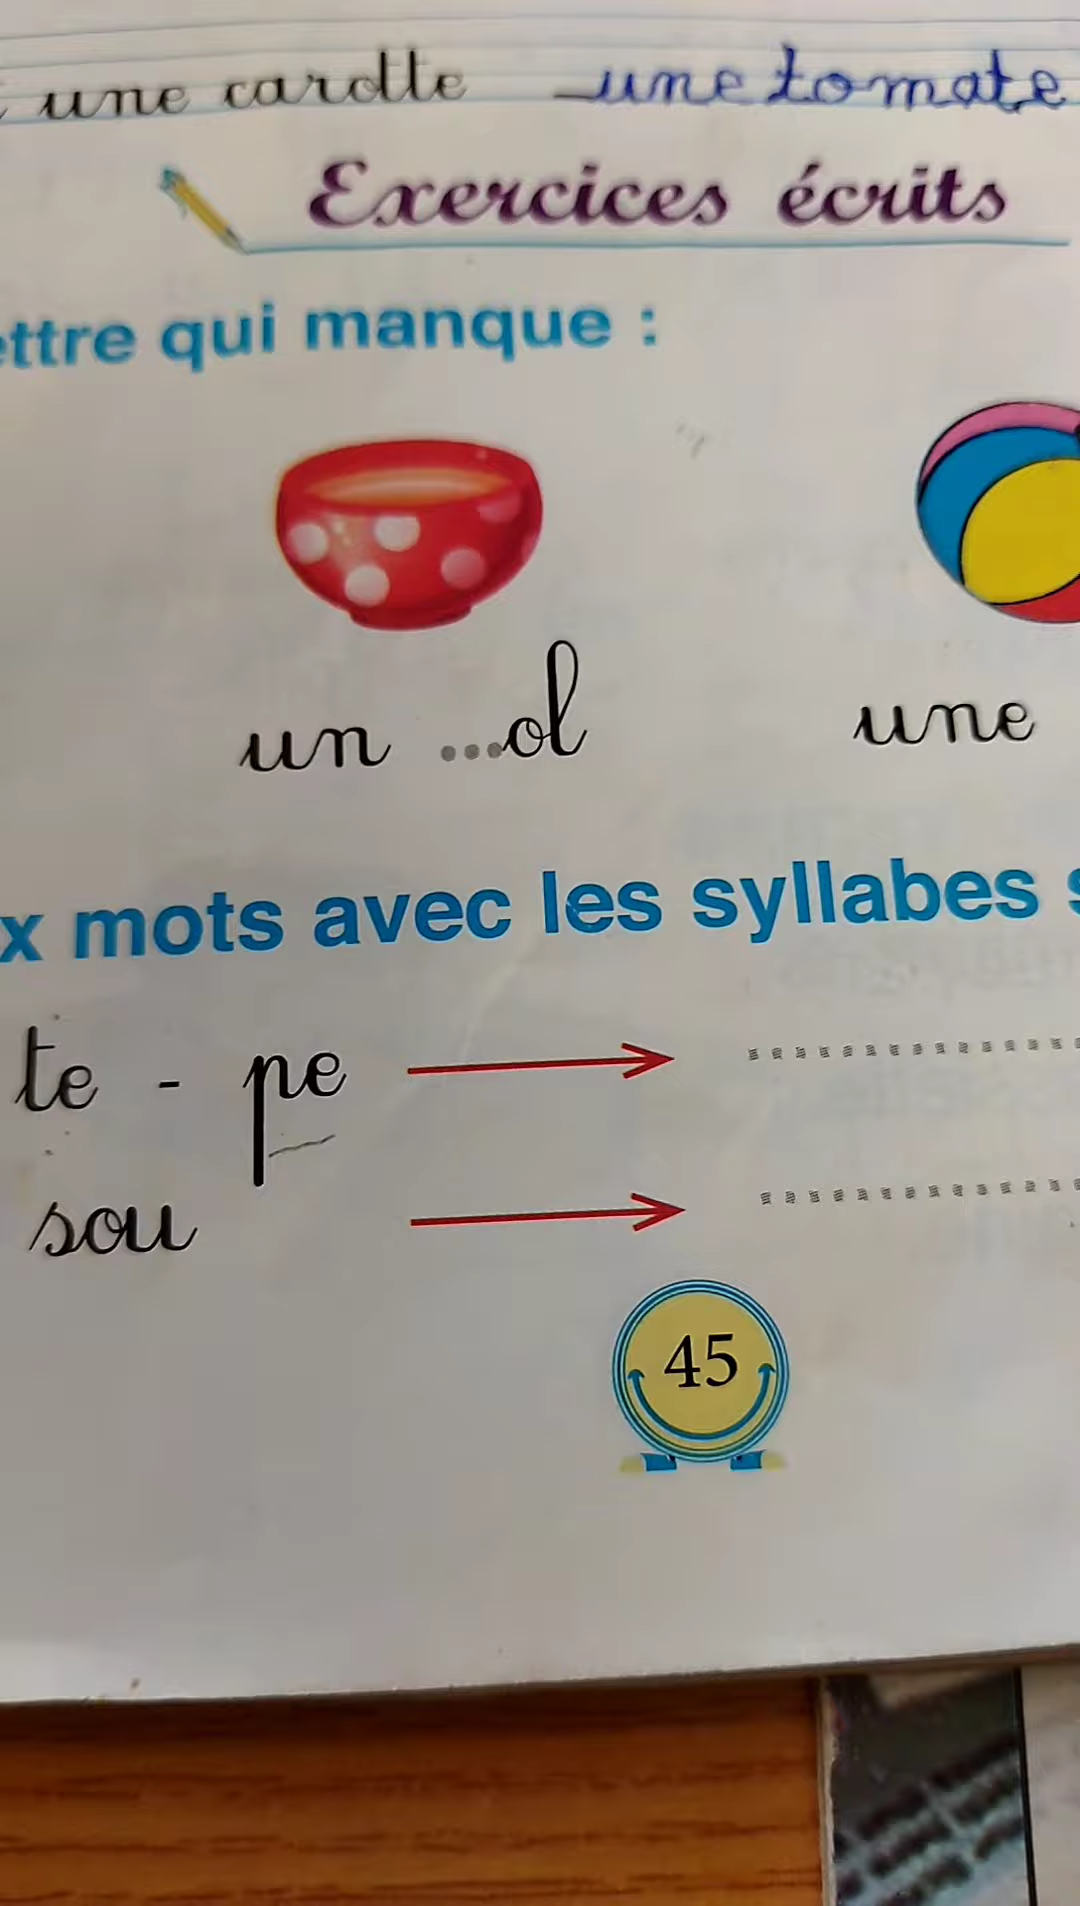 une carotte une tomate
Exercices écrits
ettre qui manque :
un ...ol une
x mots avec les syllabes s
te - pe
sou
45